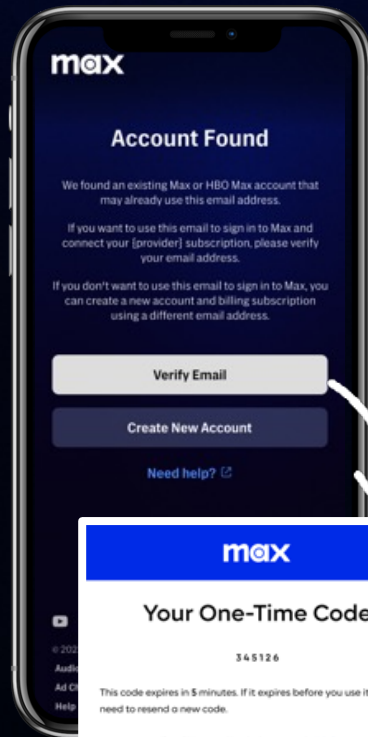 max
Account Found
We found an existing Max or HBO Max account that
may already use this email address.
If you want to use this email to sign in to Max and
connect your [provider] subscription, please verify
your email address.
If you don't want to use this email to sign in to Max, you
can create a new account and billing subscription
using a different email address.
Verify Email
Create New Account
Need help?
max
Your One-Time Code
345126
This code expires in 5 minutes. If it expires before you use it
need to resend a new code.
© 202
Ad Ch
Help